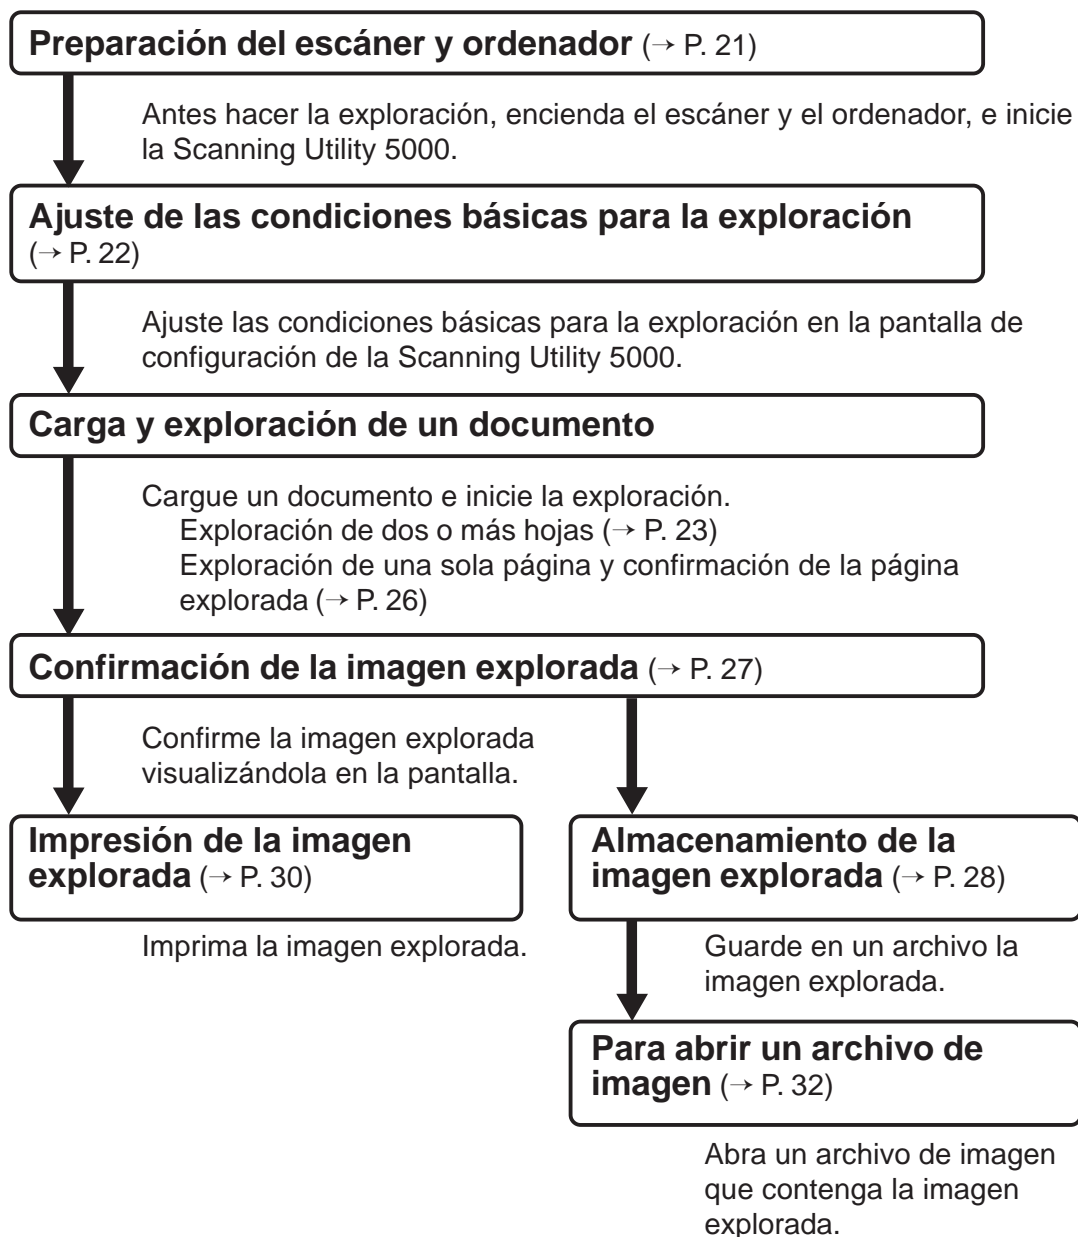 Preparación del escáner y ordenador (→ P. 21)
Antes hacer la exploración, encienda el escáner y el ordenador, e inicie
la Scanning Utility 5000.
Ajuste de las condiciones básicas para la exploración
(→ P. 22)
Ajuste las condiciones básicas para la exploración en la pantalla de
configuración de la Scanning Utility 5000.
Carga y exploración de un documento
Cargue un documento e inicie la exploración.
Exploración de dos o más hojas (→ P. 23)
Exploración de una sola página y confirmación de la página
explorada (→ P. 26)
Confirmación de la imagen explorada (→ P. 27)
Confirme la imagen explorada
visualizándola en la pantalla.
Impresión de la imagen
explorada (→ P. 30)
Imprima la imagen explorada.
Almacenamiento de la
imagen explorada (→ P. 28)
Guarde en un archivo la
imagen explorada.
Para abrir un archivo de
imagen (→ P. 32)
Abra un archivo de imagen
que contenga la imagen
explorada.